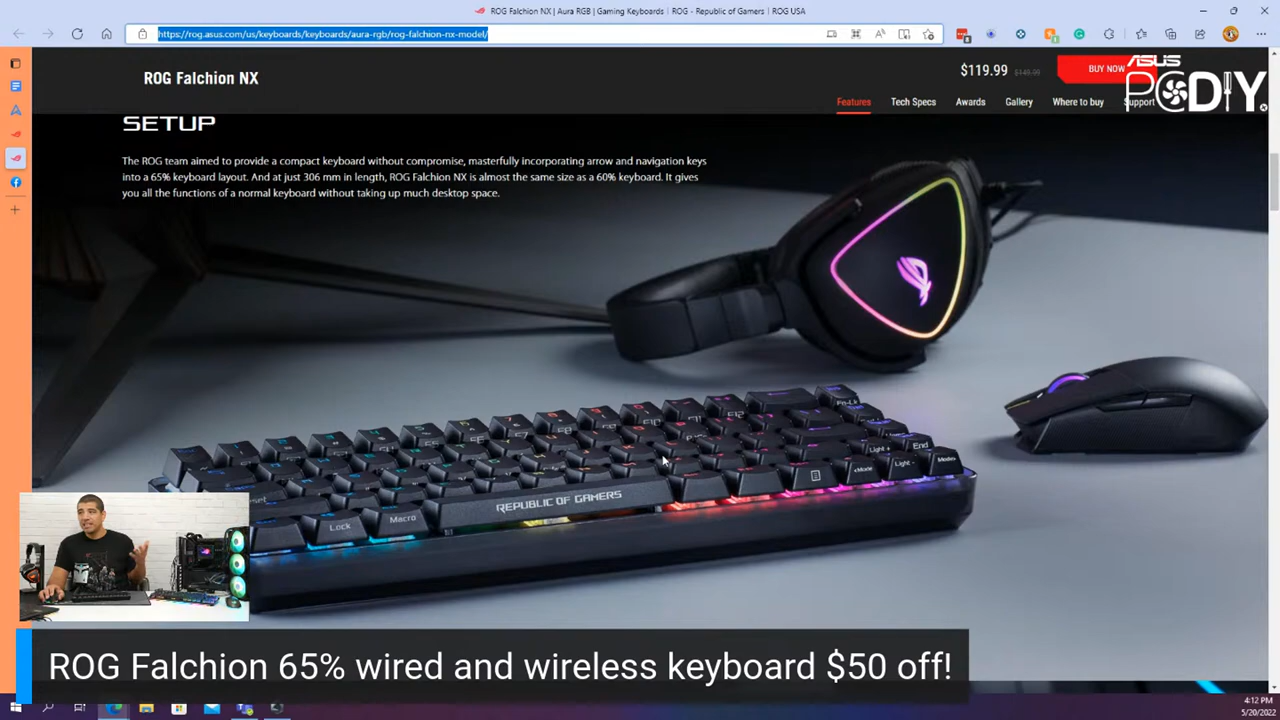 ROG Falchion NX | Aura RGB | Gaming Keyboards | ROG - Republic of Gamers | ROG USA
https://rog.asus.com/us/keyboards/keyboards/aura-rgb/rog-falchion-nx-model/
ROG Falchion NX
$119.99 $149.99
BUY NOW
ASUS
PCDIY
Features Tech Specs Awards Gallery Where to buy Support
SETUP
The ROG team aimed to provide a compact keyboard without compromise, masterfully incorporating arrow and navigation keys
into a 65% keyboard layout. And at just 306 mm in length, ROG Falchion NX is almost the same size as a 60% keyboard. It gives
you all the functions of a normal keyboard without taking up much desktop space.
Fn-Lk
End
Light +
Light -
Mode>
<Mode
REPUBLIC OF GAMERS
Macro
Lock
ROG Falchion 65% wired and wireless keyboard $50 off!
4:12 PM
5/20/2022